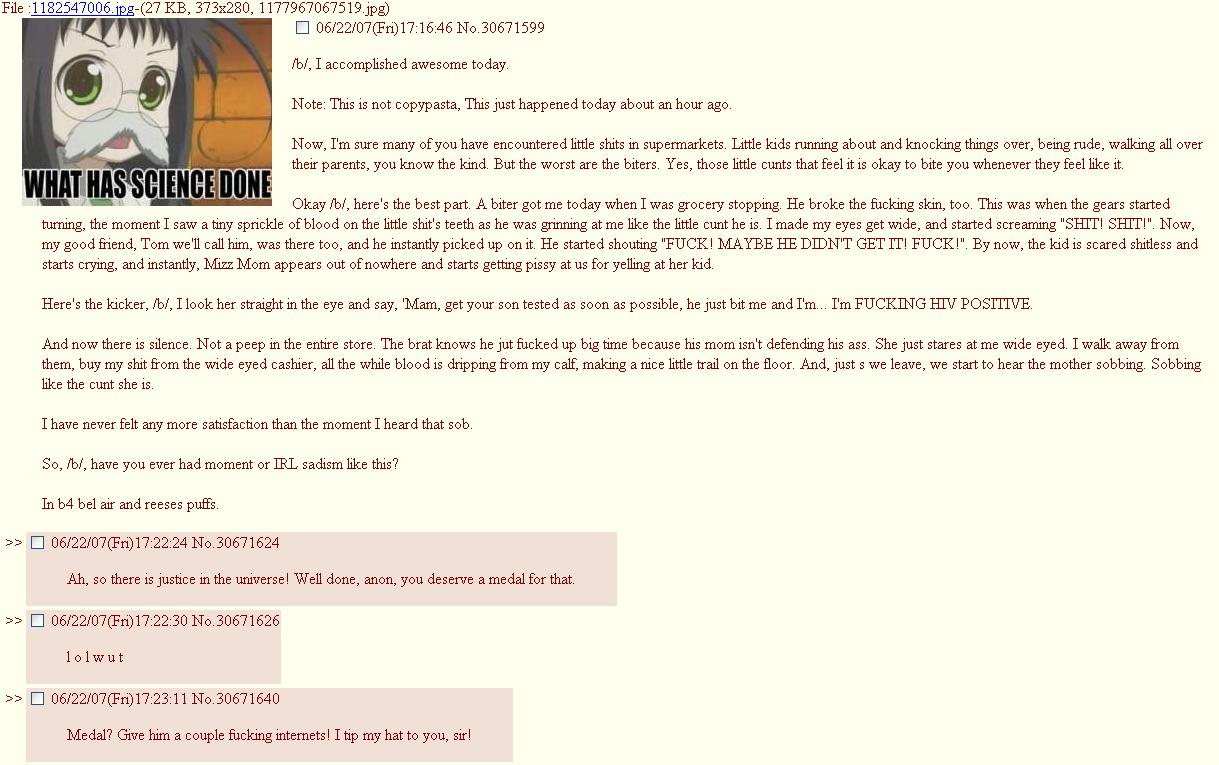 File :1182547006.jpg-(27 KB, 373x280, 1177967067519.jpg)
WHAT HAS SCIENCE DONE
06/22/07(Fri)17:16:46 No.30671599
/b/, I accomplished awesome today.
Note: This is not copypasta, This just happened today about an hour ago.
Now, I'm sure many of you have encountered little shits in supermarkets. Little kids running about and knocking things over, being rude, walking all over
their parents, you know the kind. But the worst are the biters. Yes, those little cunts that feel it is okay to bite you whenever they feel like it.
Okay /b/, here's the best part. A biter got me today when I was grocery stopping. He broke the fucking skin, too. This was when the gears started
turning, the moment I saw a tiny sprickle of blood on the little shit's teeth as he was grinning at me like the little cunt he is. I made my eyes get wide, and started screaming "SHIT! SHIT!". Now,
my good friend, Tom we'll call him, was there too, and he instantly picked up on it. He started shouting "FUCK! MAYBE HE DIDN'T GET IT! FUCK!". By now, the kid is scared shitless and
starts crying, and instantly, Mizz Mom appears out of nowhere and starts getting pissy at us for yelling at her kid.
Here's the kicker, /b/, I look her straight in the eye and say, 'Mam, get your son tested as soon as possible, he just bit me and I'm... I'm FUCKING HIV POSITIVE.
And now there is silence. Not a peep in the entire store. The brat knows he jut fucked up big time because his mom isn't defending his ass. She just stares at me wide eyed. I walk away from
them, buy my shit from the wide eyed cashier, all the while blood is dripping from my calf, making a nice little trail on the floor. And, just s we leave, we start to hear the mother sobbing. Sobbing
like the cunt she is.
I have never felt any more satisfaction than the moment I heard that sob.
So, /b/, have you ever had moment or IRL sadism like this?
In b4 bel air and reeses puffs.
>> 06/22/07(Fri)17:22:24 No.30671624
Ah, so there is justice in the universe! Well done, anon, you deserve a medal for that.
>> 06/22/07(Fri)17:22:30 No.30671626
l o l w u t
>> 06/22/07(Fri)17:23:11 No.30671640
Medal? Give him a couple fucking internets! I tip my hat to you, sir!